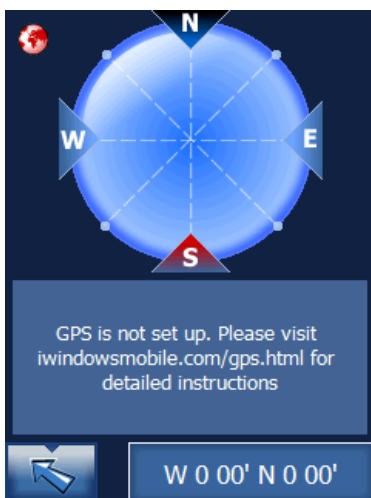 N
W
E
S
GPS is not set up. Please visit
iwindowsmobile.com/gps.html for
detailed instructions
W 0 00' N 0 00'